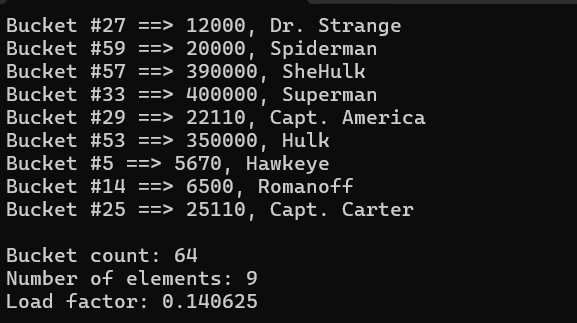 Bucket #27 ==> 12000, Dr. Strange
Bucket #59 ==> 20000, Spiderman
Bucket #57 ==> 390000, SheHulk
Bucket #33 ==> 400000, Superman
Bucket #29 ==> 22110, Capt. America
Bucket #53 ==> 350000, Hulk
Bucket #5 ==> 5670, Hawkeye
Bucket #14 ==> 6500, Romanoff
Bucket #25 ==> 25110, Capt. Carter
Bucket count: 64
Number of elements: 9
Load factor: 0.140625